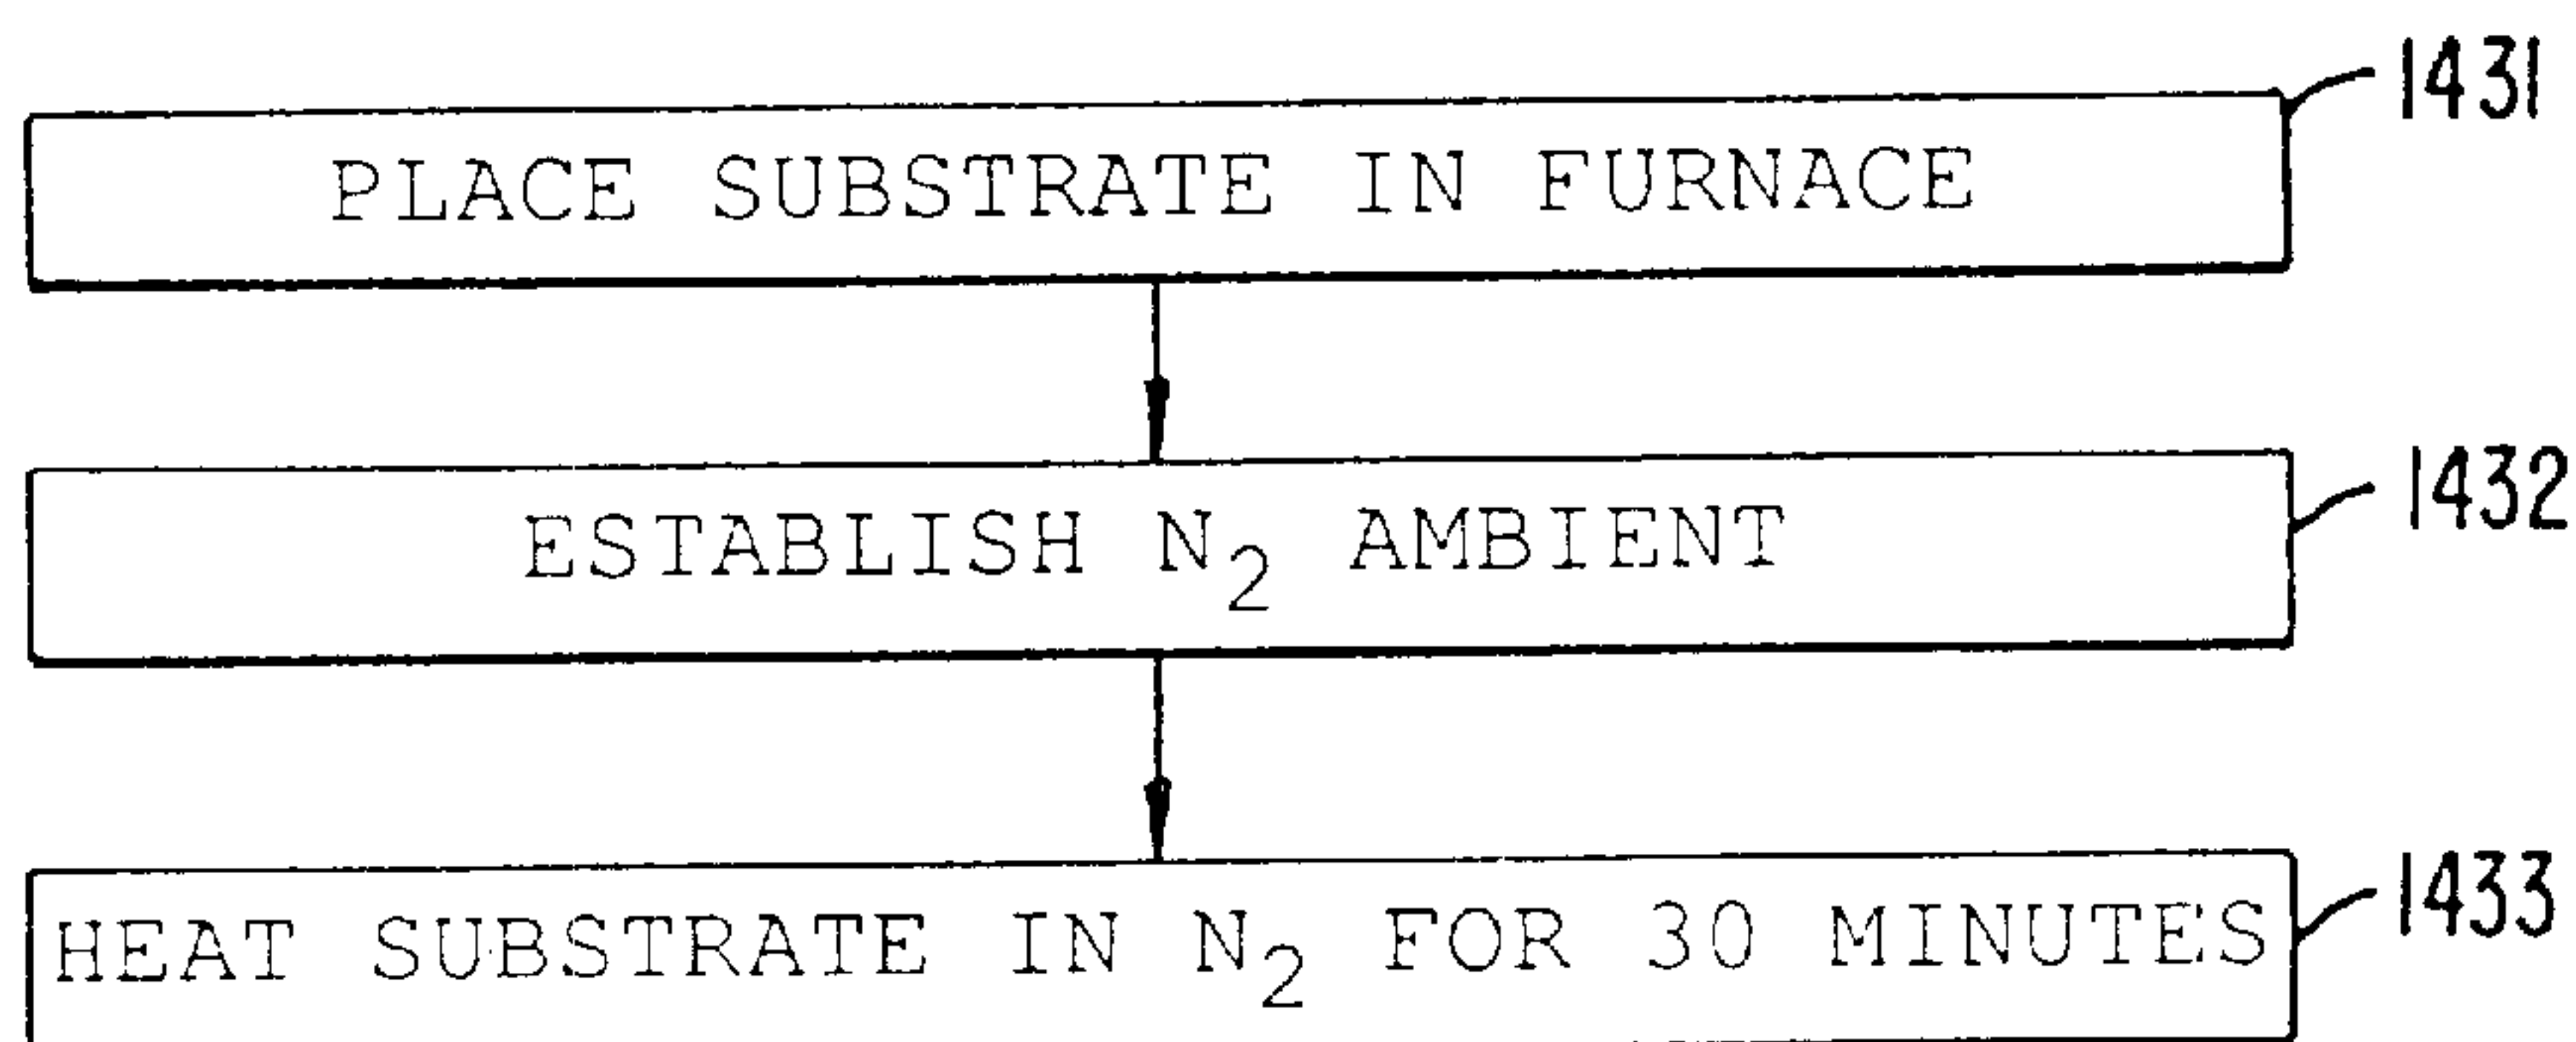 1431
PLACE SUBSTRATE IN FURNACE
1432
ESTABLISH N₂ AMBIENT
1433
HEAT SUBSTRATE IN N₂ FOR 30 MINUTES